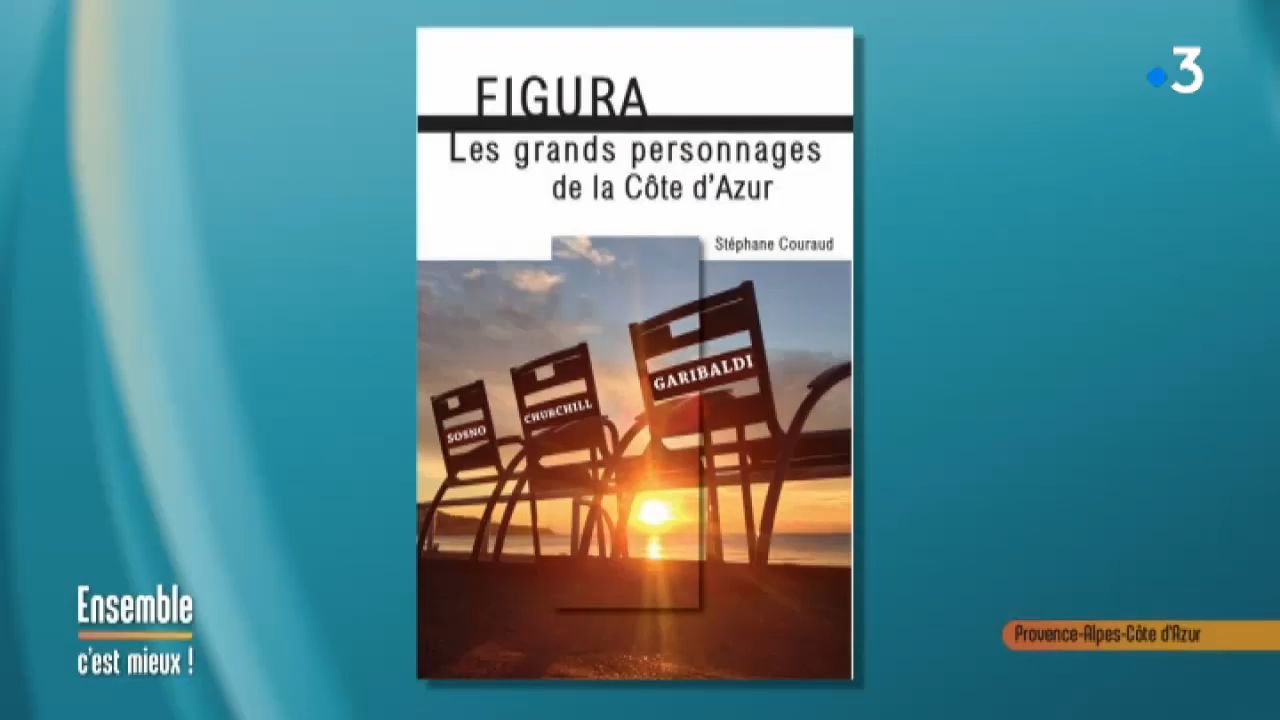 FIGURA
Les grands personnages
de la Côte d'Azur
Stéphane Couraud
GARIBALDI
CHURCHILL
SOSNO
3
Ensemble
c'est mieux !
Provence-Alpes-Côte d'Azur